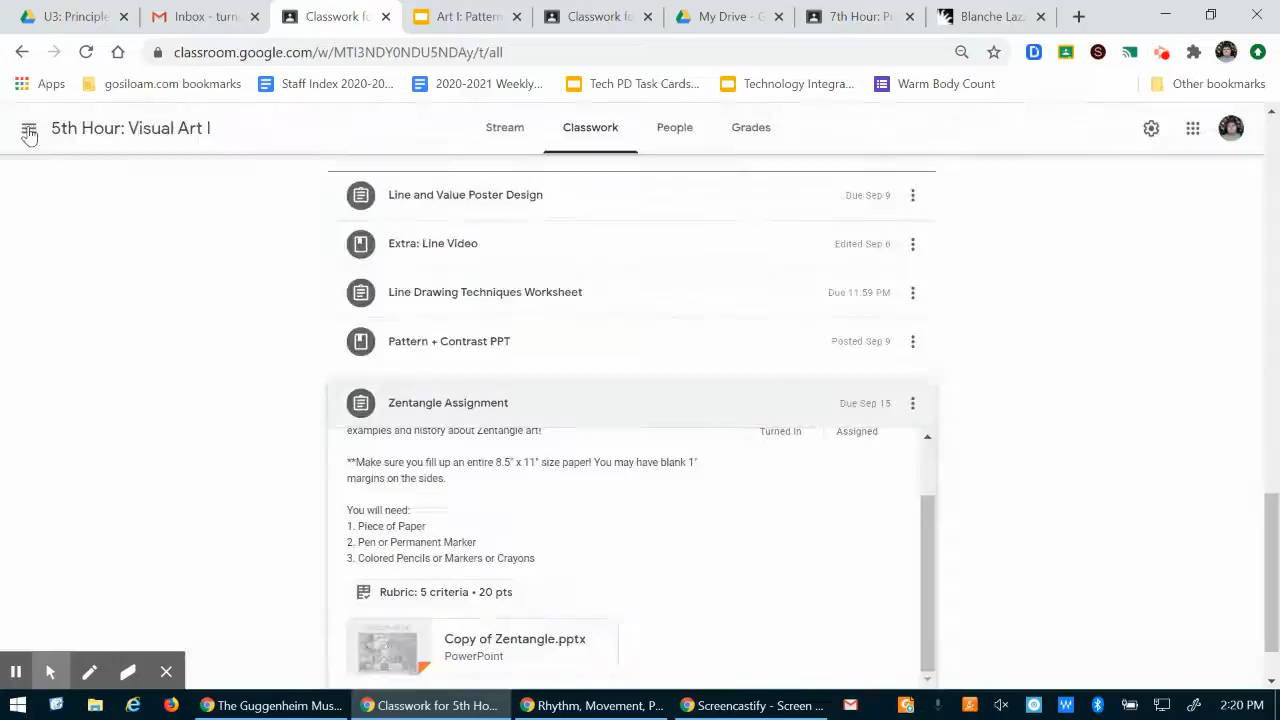 U3: Principle
Inbox - turne
Classwork fo
Art I: Pattern
Classwork fo
My Drive - G
7th Hour: Pu
Blanche Laza
classroom.google.com/w/MTI3NDY0NDU5NDAy/t/all
Apps
gosiloam.com.bookmarks
Staff Index 2020-20...
2020-2021 Weekly...
Tech PD Task Cards...
Technology Integra...
Warm Body Count
Other bookmarks
5th Hour: Visual Art I
Stream
Classwork
People
Grades
Line and Value Poster Design
Due Sep 9
Extra: Line Video
Edited Sep 6
Line Drawing Techniques Worksheet
Due 11:59 PM
Pattern + Contrast PPT
Posted Sep 9
Zentangle Assignment
Due Sep 15
examples and history about Zentangle art!
Turned in
Assigned
**Make sure you fill up an entire 8.5" x 11" size paper! You may have blank 1"
margins on the sides.
You will need:
1. Piece of Paper
2. Pen or Permanent Marker
3. Colored Pencils or Markers or Crayons
Rubric: 5 criteria • 20 pts
Copy of Zentangle.pptx
PowerPoint
The Guggenheim Mus...
Classwork for 5th Ho...
Rhythm, Movement, P...
Screencastify - Screen ...
2:20 PM